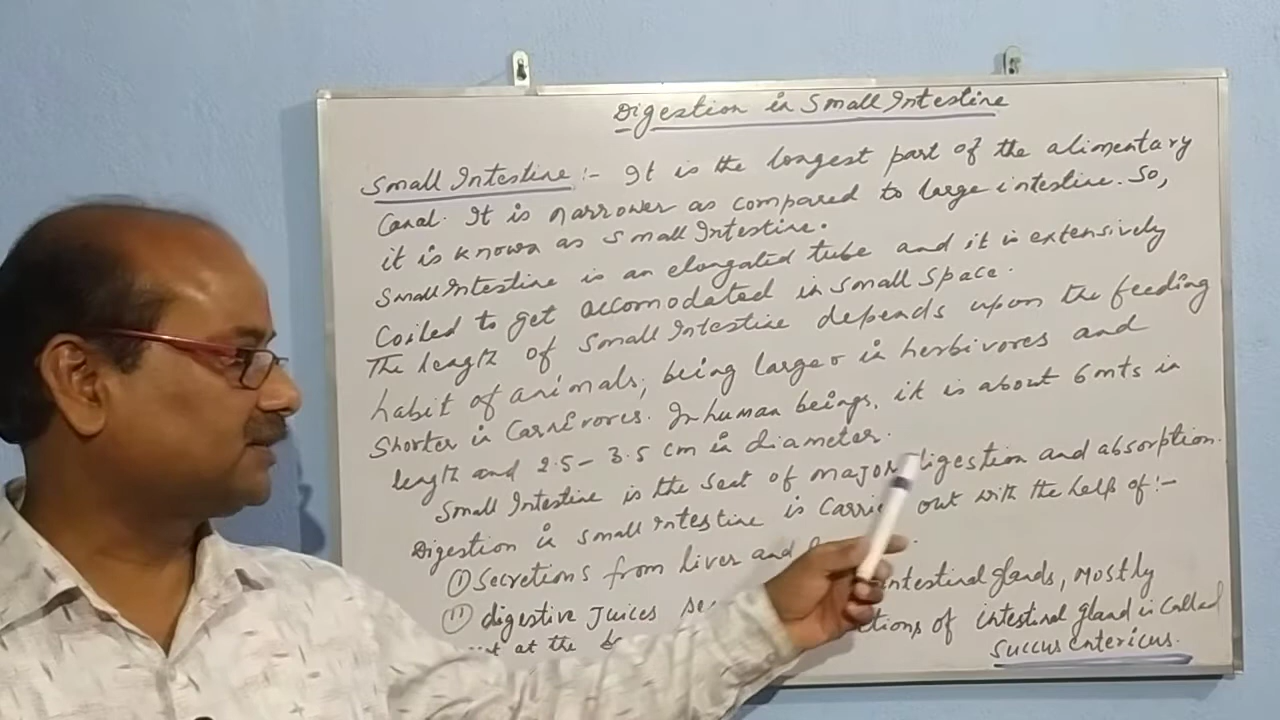 Digestion in Small Intestine
Small Intestine :- It is the longest part of the alimentary
Canal. It is narrower as compared to large intestine. So,
it is known as Small Intestine.
Small Intestine is an elongated tube and it is extensively
Coiled to get accomodated in small space.
The length of Small Intestine depends upon the feeding
habit of animals, being larger in herbivores and
Shorter in Carnivores. In human beings, it is about 6mts in
length and 2.5 - 3.5 cm in diameter.
Small Intestine is the seat of major digestion and absorption.
Digestion in small Intestine is Carried out with the help of :-
(i) Secretions from liver and
(ii) digestive Juices intestinal glands, Mostly
at the of intestinal gland is Called
Succus entericus.